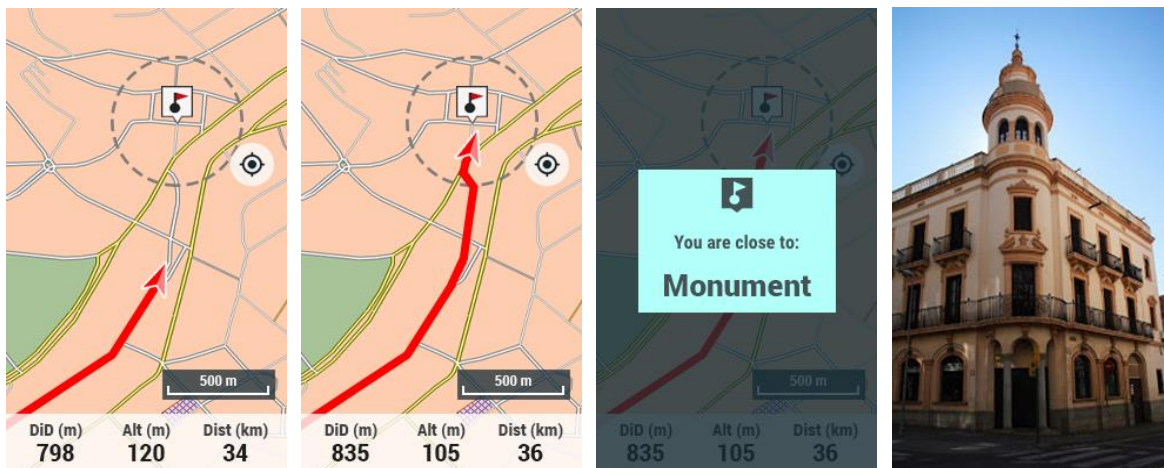 500 m
DiD (m) Alt (m) Dist (km)
798 120 34
500 m
DiD (m) Alt (m) Dist (km)
835 105 36
You are close to:
Monument
500 m
DiD (m) Alt (m) Dist (km)
835 105 36